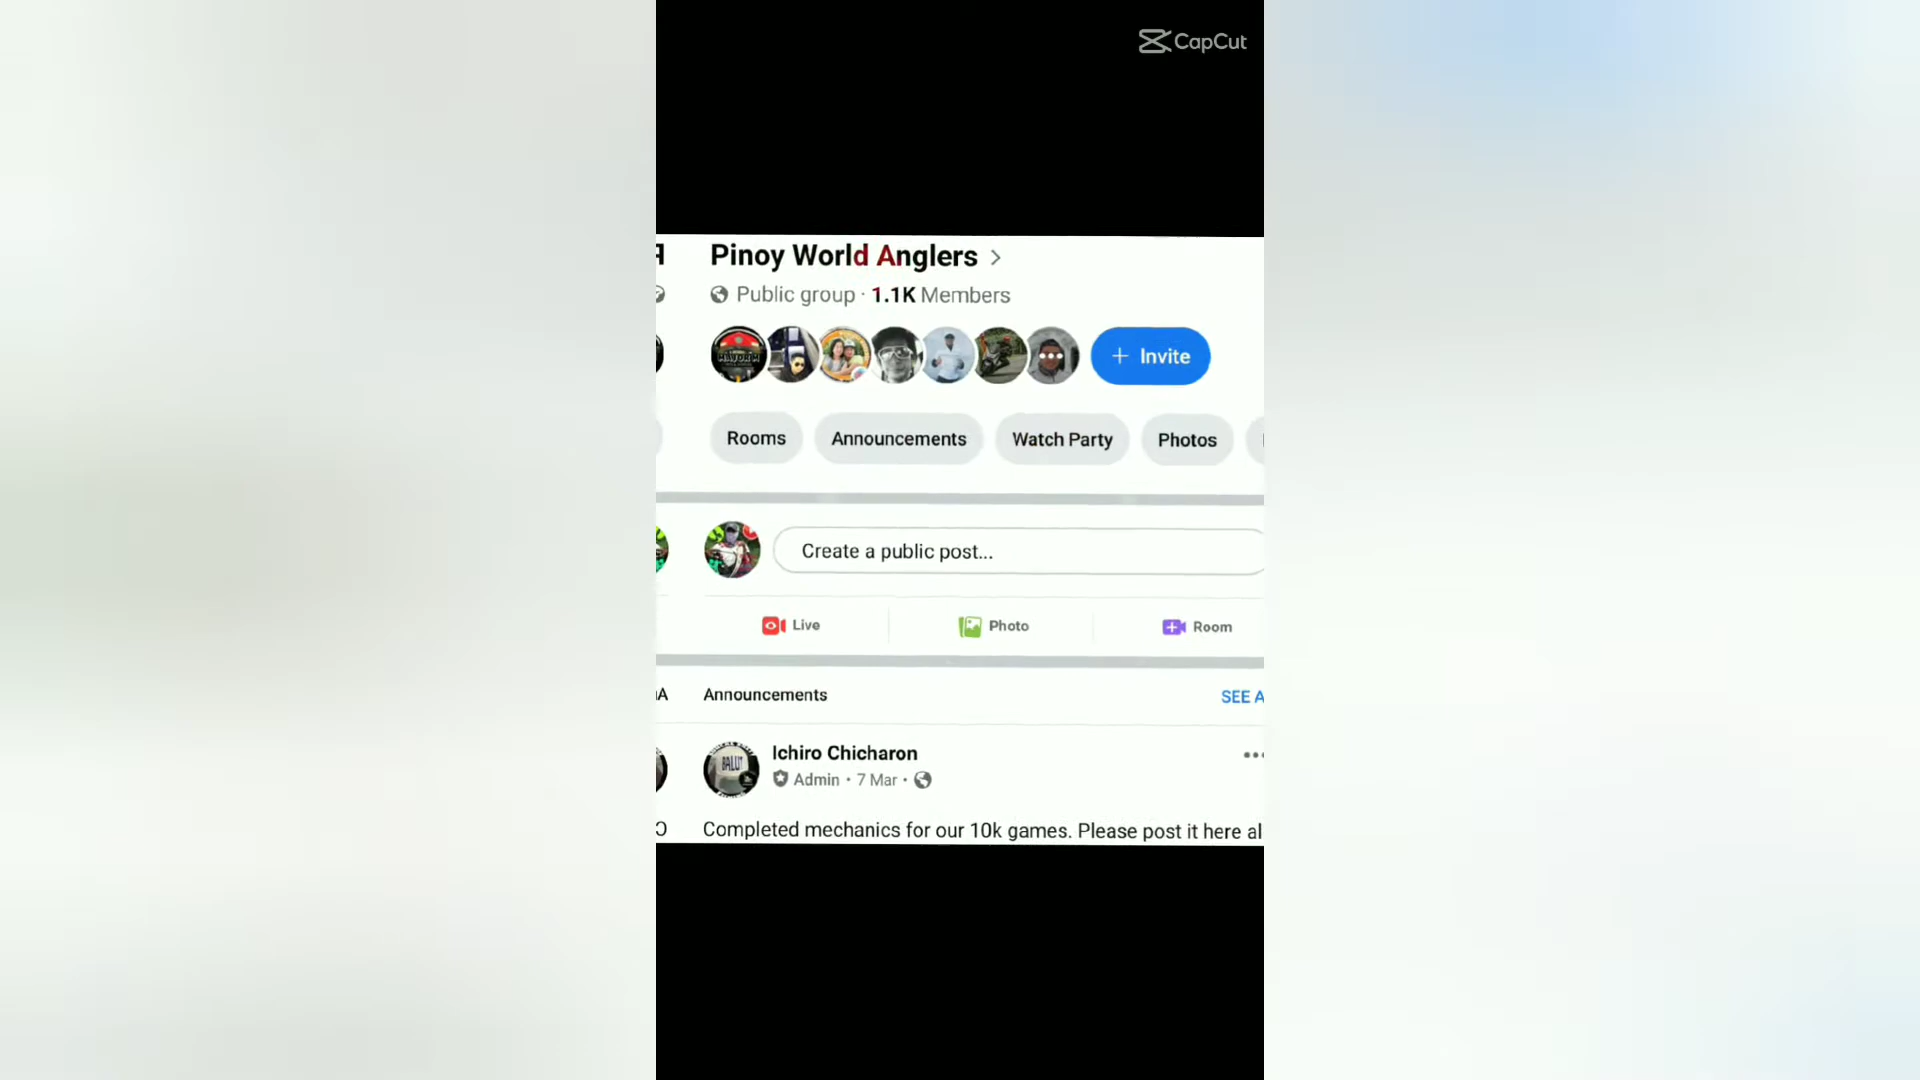 CapCut
Pinoy World Anglers
Public group · 1.1K Members
+ Invite
Rooms Announcements Watch Party Photos
Create a public post...
Live Photo Room
Announcements SEE A
BALUT
Ichiro Chicharon
Admin · 7 Mar ·
Completed mechanics for our 10k games. Please post it here al